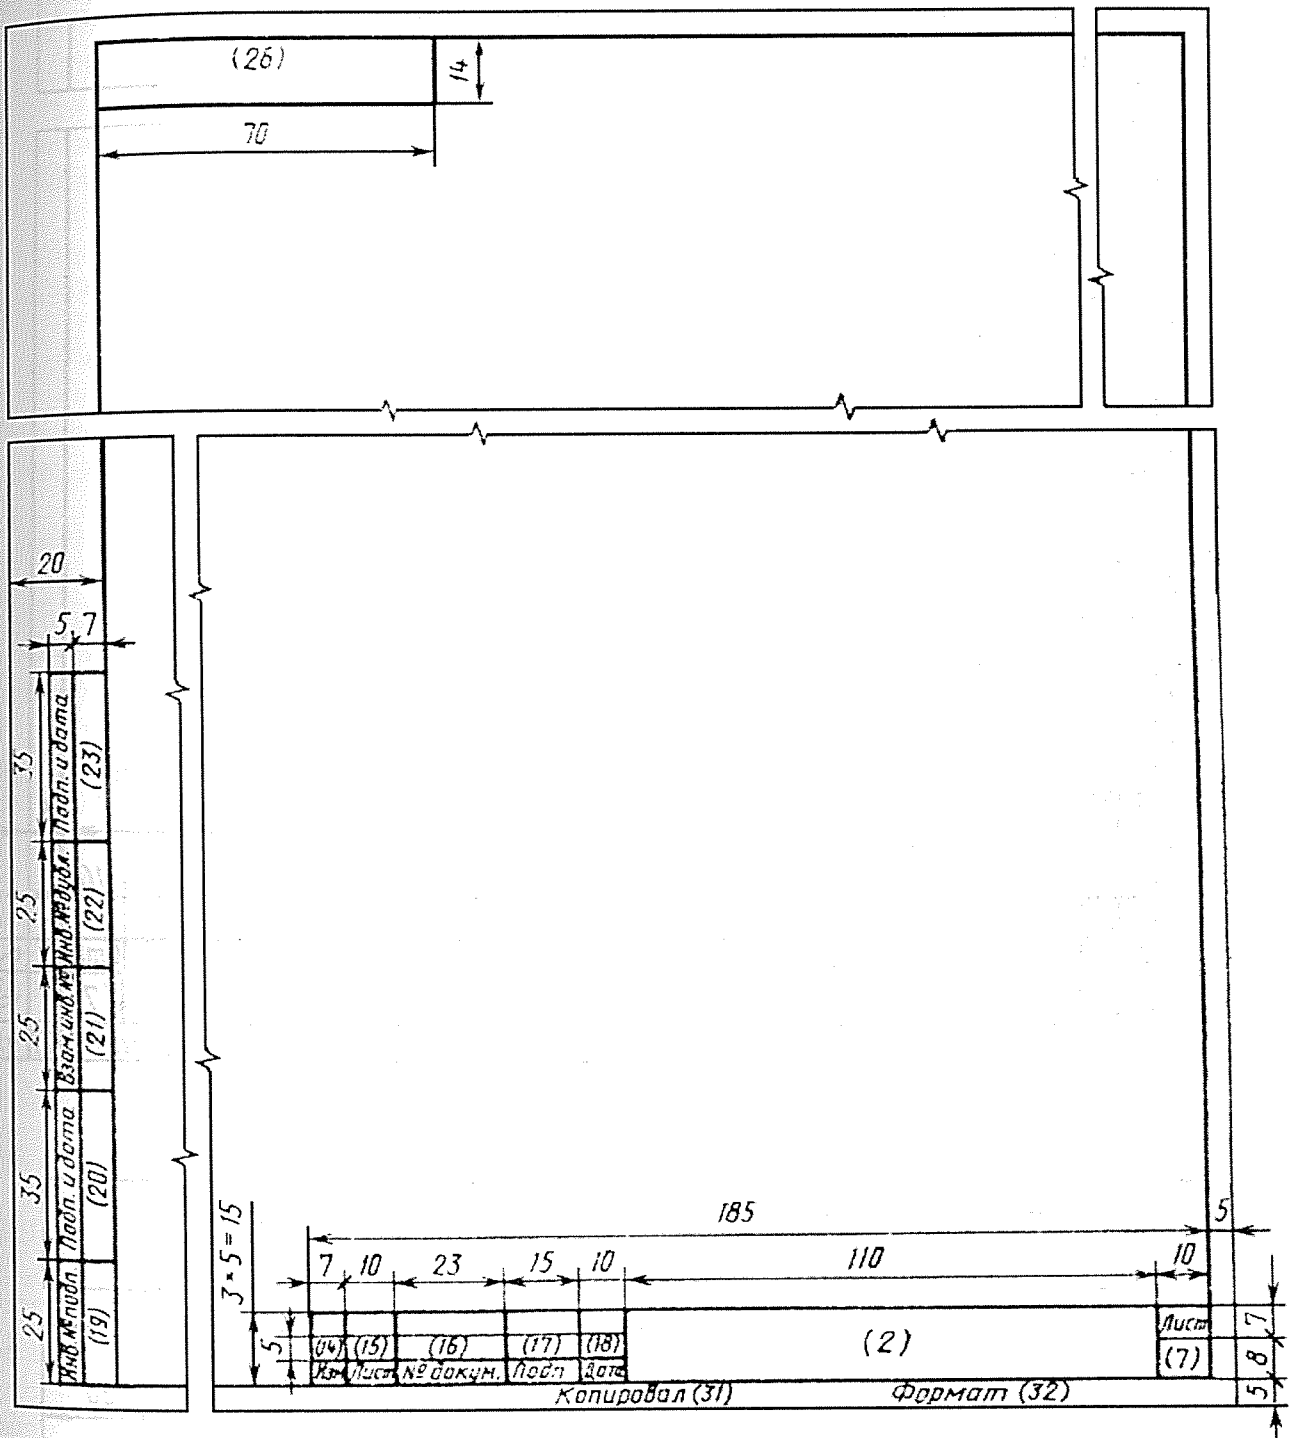 (26)
14
70
20
5 7
35
Подп. и дата
(23)
25
Инв. № дубл.
(22)
25
Взам. инв. №
(21)
35
Подп. и дата
(20)
25
Инв. № подл.
(19)
185
5
3 × 5 = 15
7 10 23 15 10 110 10
5
(14) (15) (16) (17) (18)
Изм Лист № докум. Подп Дата
(2)
Лист
(7)
7
8
5
Копировал (31) Формат (32)